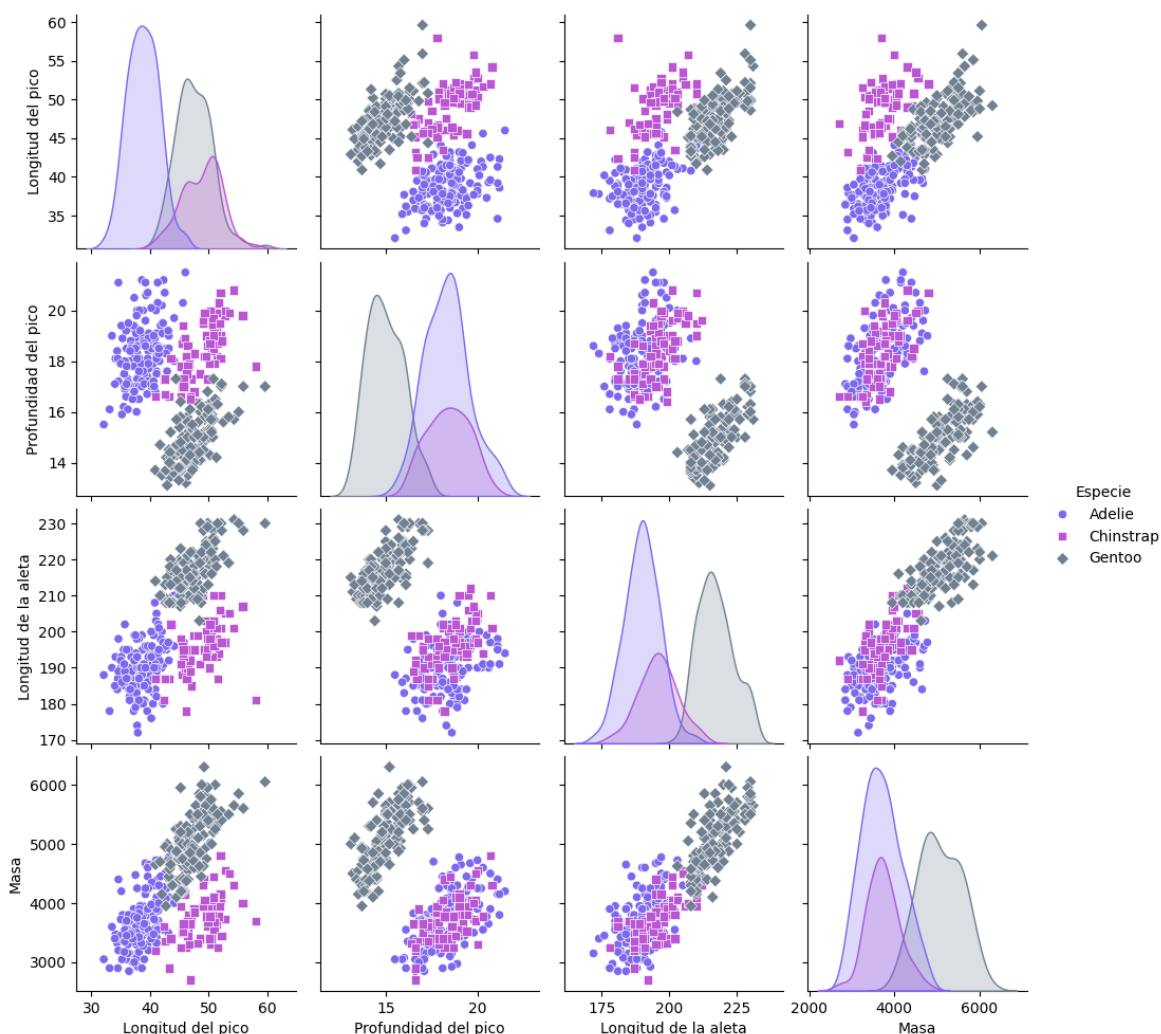 60
55
50
45
40
35
Longitud del pico
20
18
16
14
Profundidad del pico
230
220
210
200
190
180
170
Longitud de la aleta
6000
5000
4000
3000
Masa
30 40 50 60
Longitud del pico
15 20
Profundidad del pico
175 200 225
Longitud de la aleta
2000 4000 6000
Masa
Especie
Adelie
Chinstrap
Gentoo